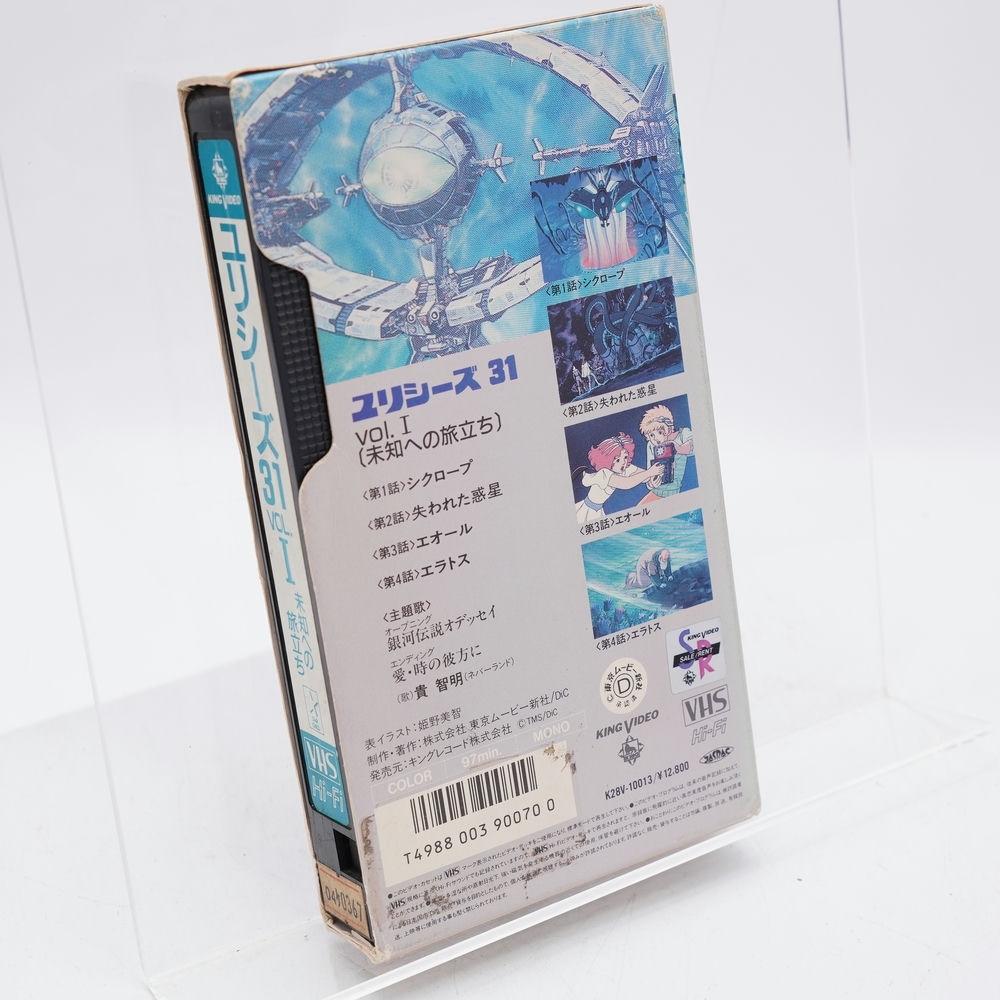 KING VIDEO
ユリシーズ31 VOL.I
未知への
旅立ち
VHS
Hi-Fi
04y0367
<第1話>シクロープ
<第2話>失われた惑星
<第3話>エオール
<第4話>エラトス
ユリシーズ 31
VOL.I
(未知への旅立ち)
<第1話>シクロープ
<第2話>失われた惑星
<第3話>エオール
<第4話>エラトス
<主題歌>
オープニング
銀河伝説オデッセイ
エンディング
愛・時の彼方に
(歌)貴 智明(ネバーランド)
表イラスト:姫野美智
制作・著作:株式会社 東京ムービー新社/DiC
発売元:キングレコード株式会社 ©TMS/DiC
COLOR 97min. MONO
T4988 003 90070 0
©東京ムービー新社
D
KING VIDEO
SALE/RENT
KING VIDEO
VHS
Hi-Fi
JASRAC
K28V-10013/¥12,800